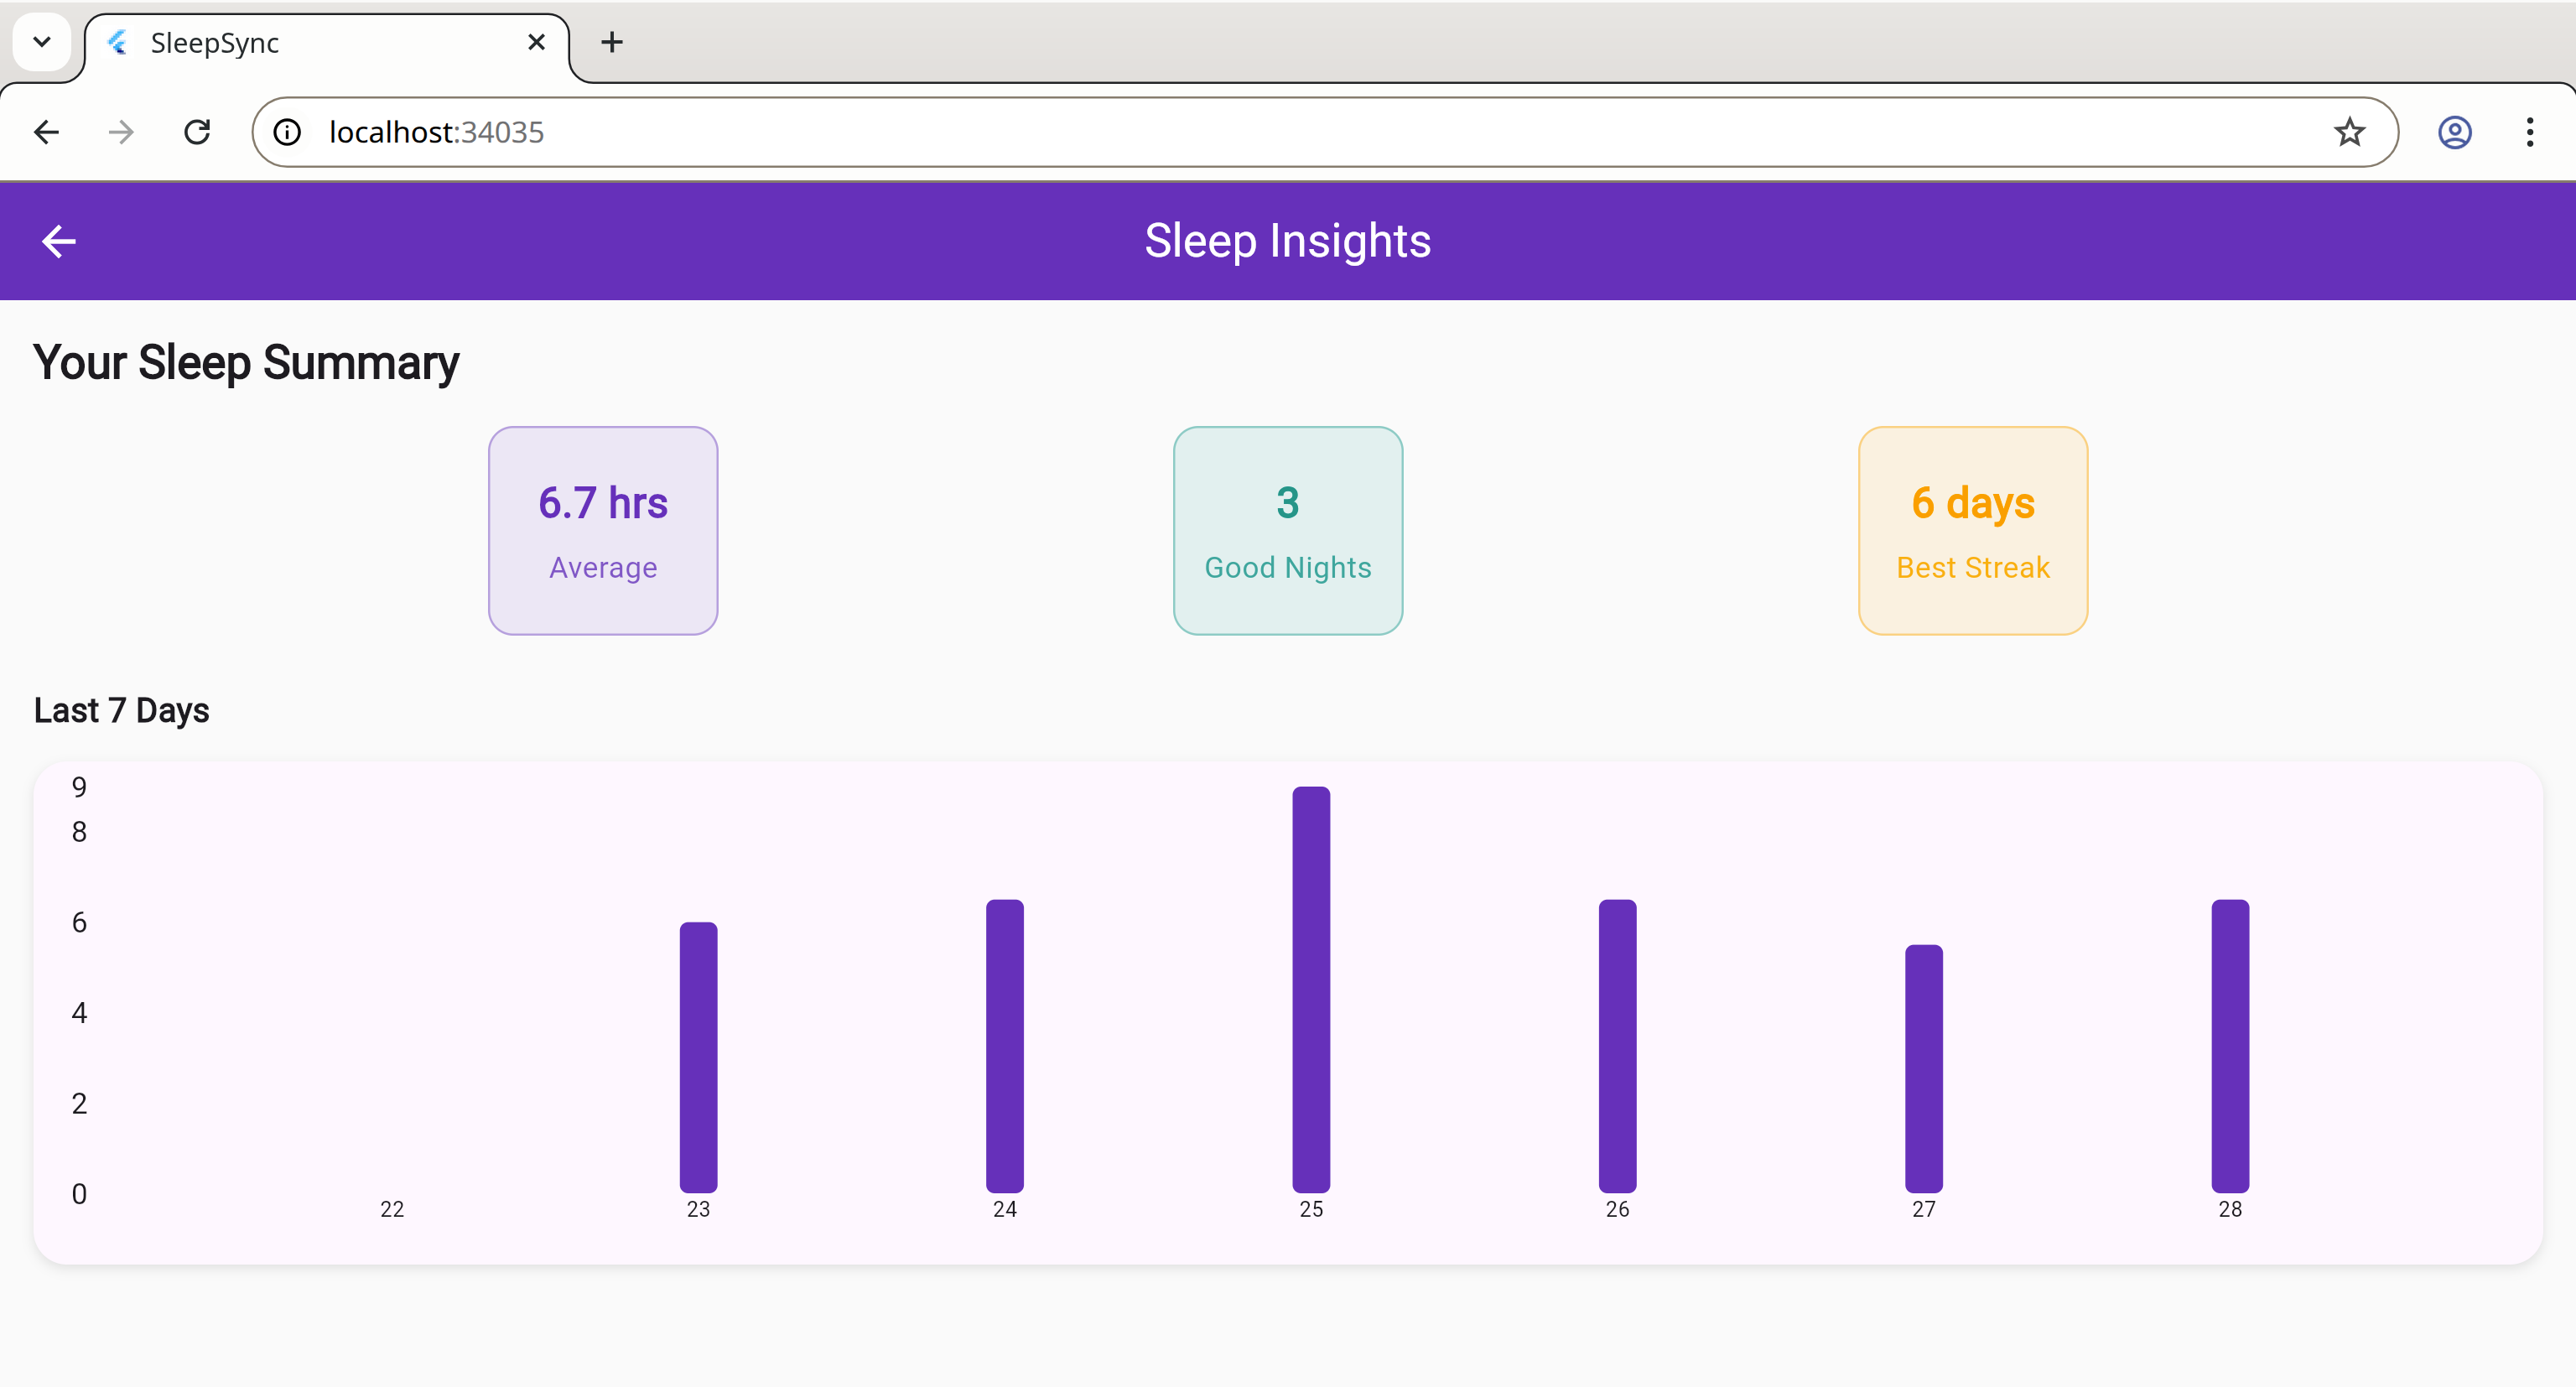 SleepSync
localhost:34035
Sleep Insights
Your Sleep Summary
6.7 hrs
Average
3
Good Nights
6 days
Best Streak
Last 7 Days
9
8
6
4
2
0
22 23 24 25 26 27 28